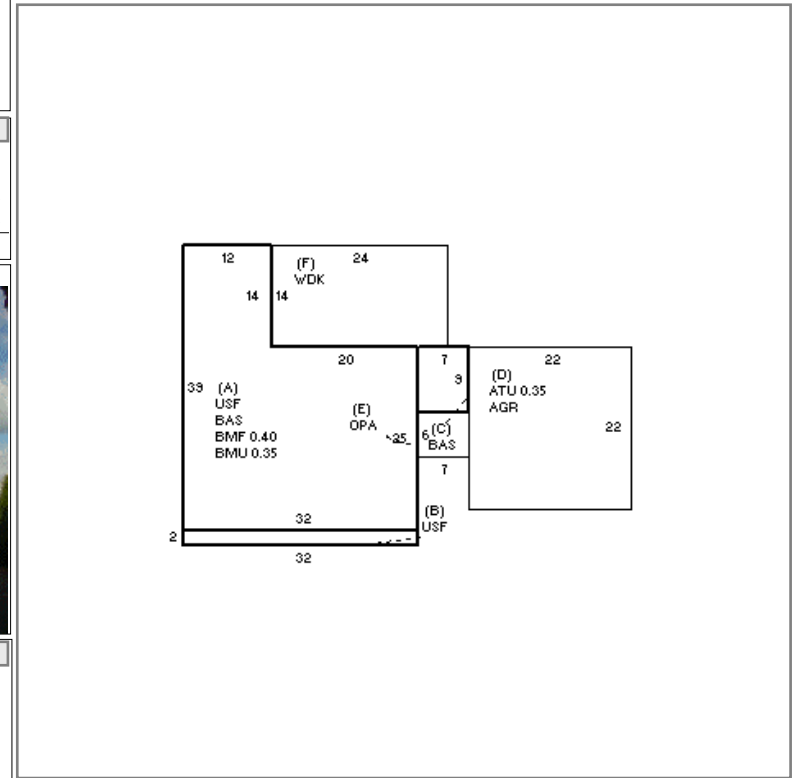 12
(F)
24
WDK
14
14
20
7
22
9
(D)
ATU 0.35
AGR
39
(A)
USF
BAS
BMF 0.40
BMU 0.35
(E)
OPA
25
6
(C)
BAS
22
7
32
(B)
USF
2
32